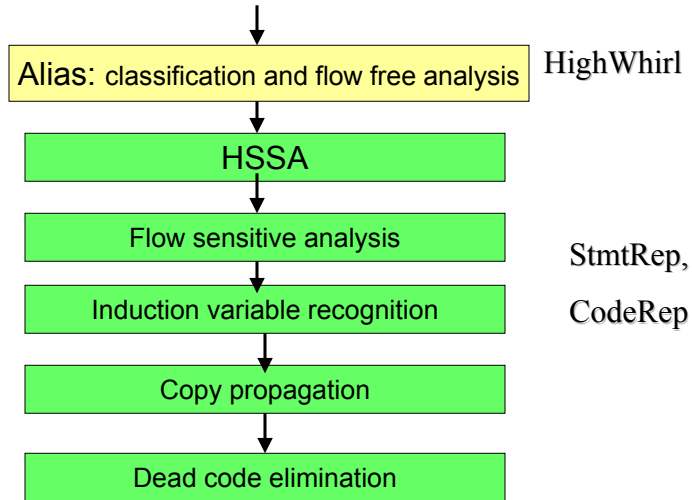 Alias: classification and flow free analysis
HighWhirl
HSSA
Flow sensitive analysis
StmtRep,
Induction variable recognition
CodeRep
Copy propagation
Dead code elimination